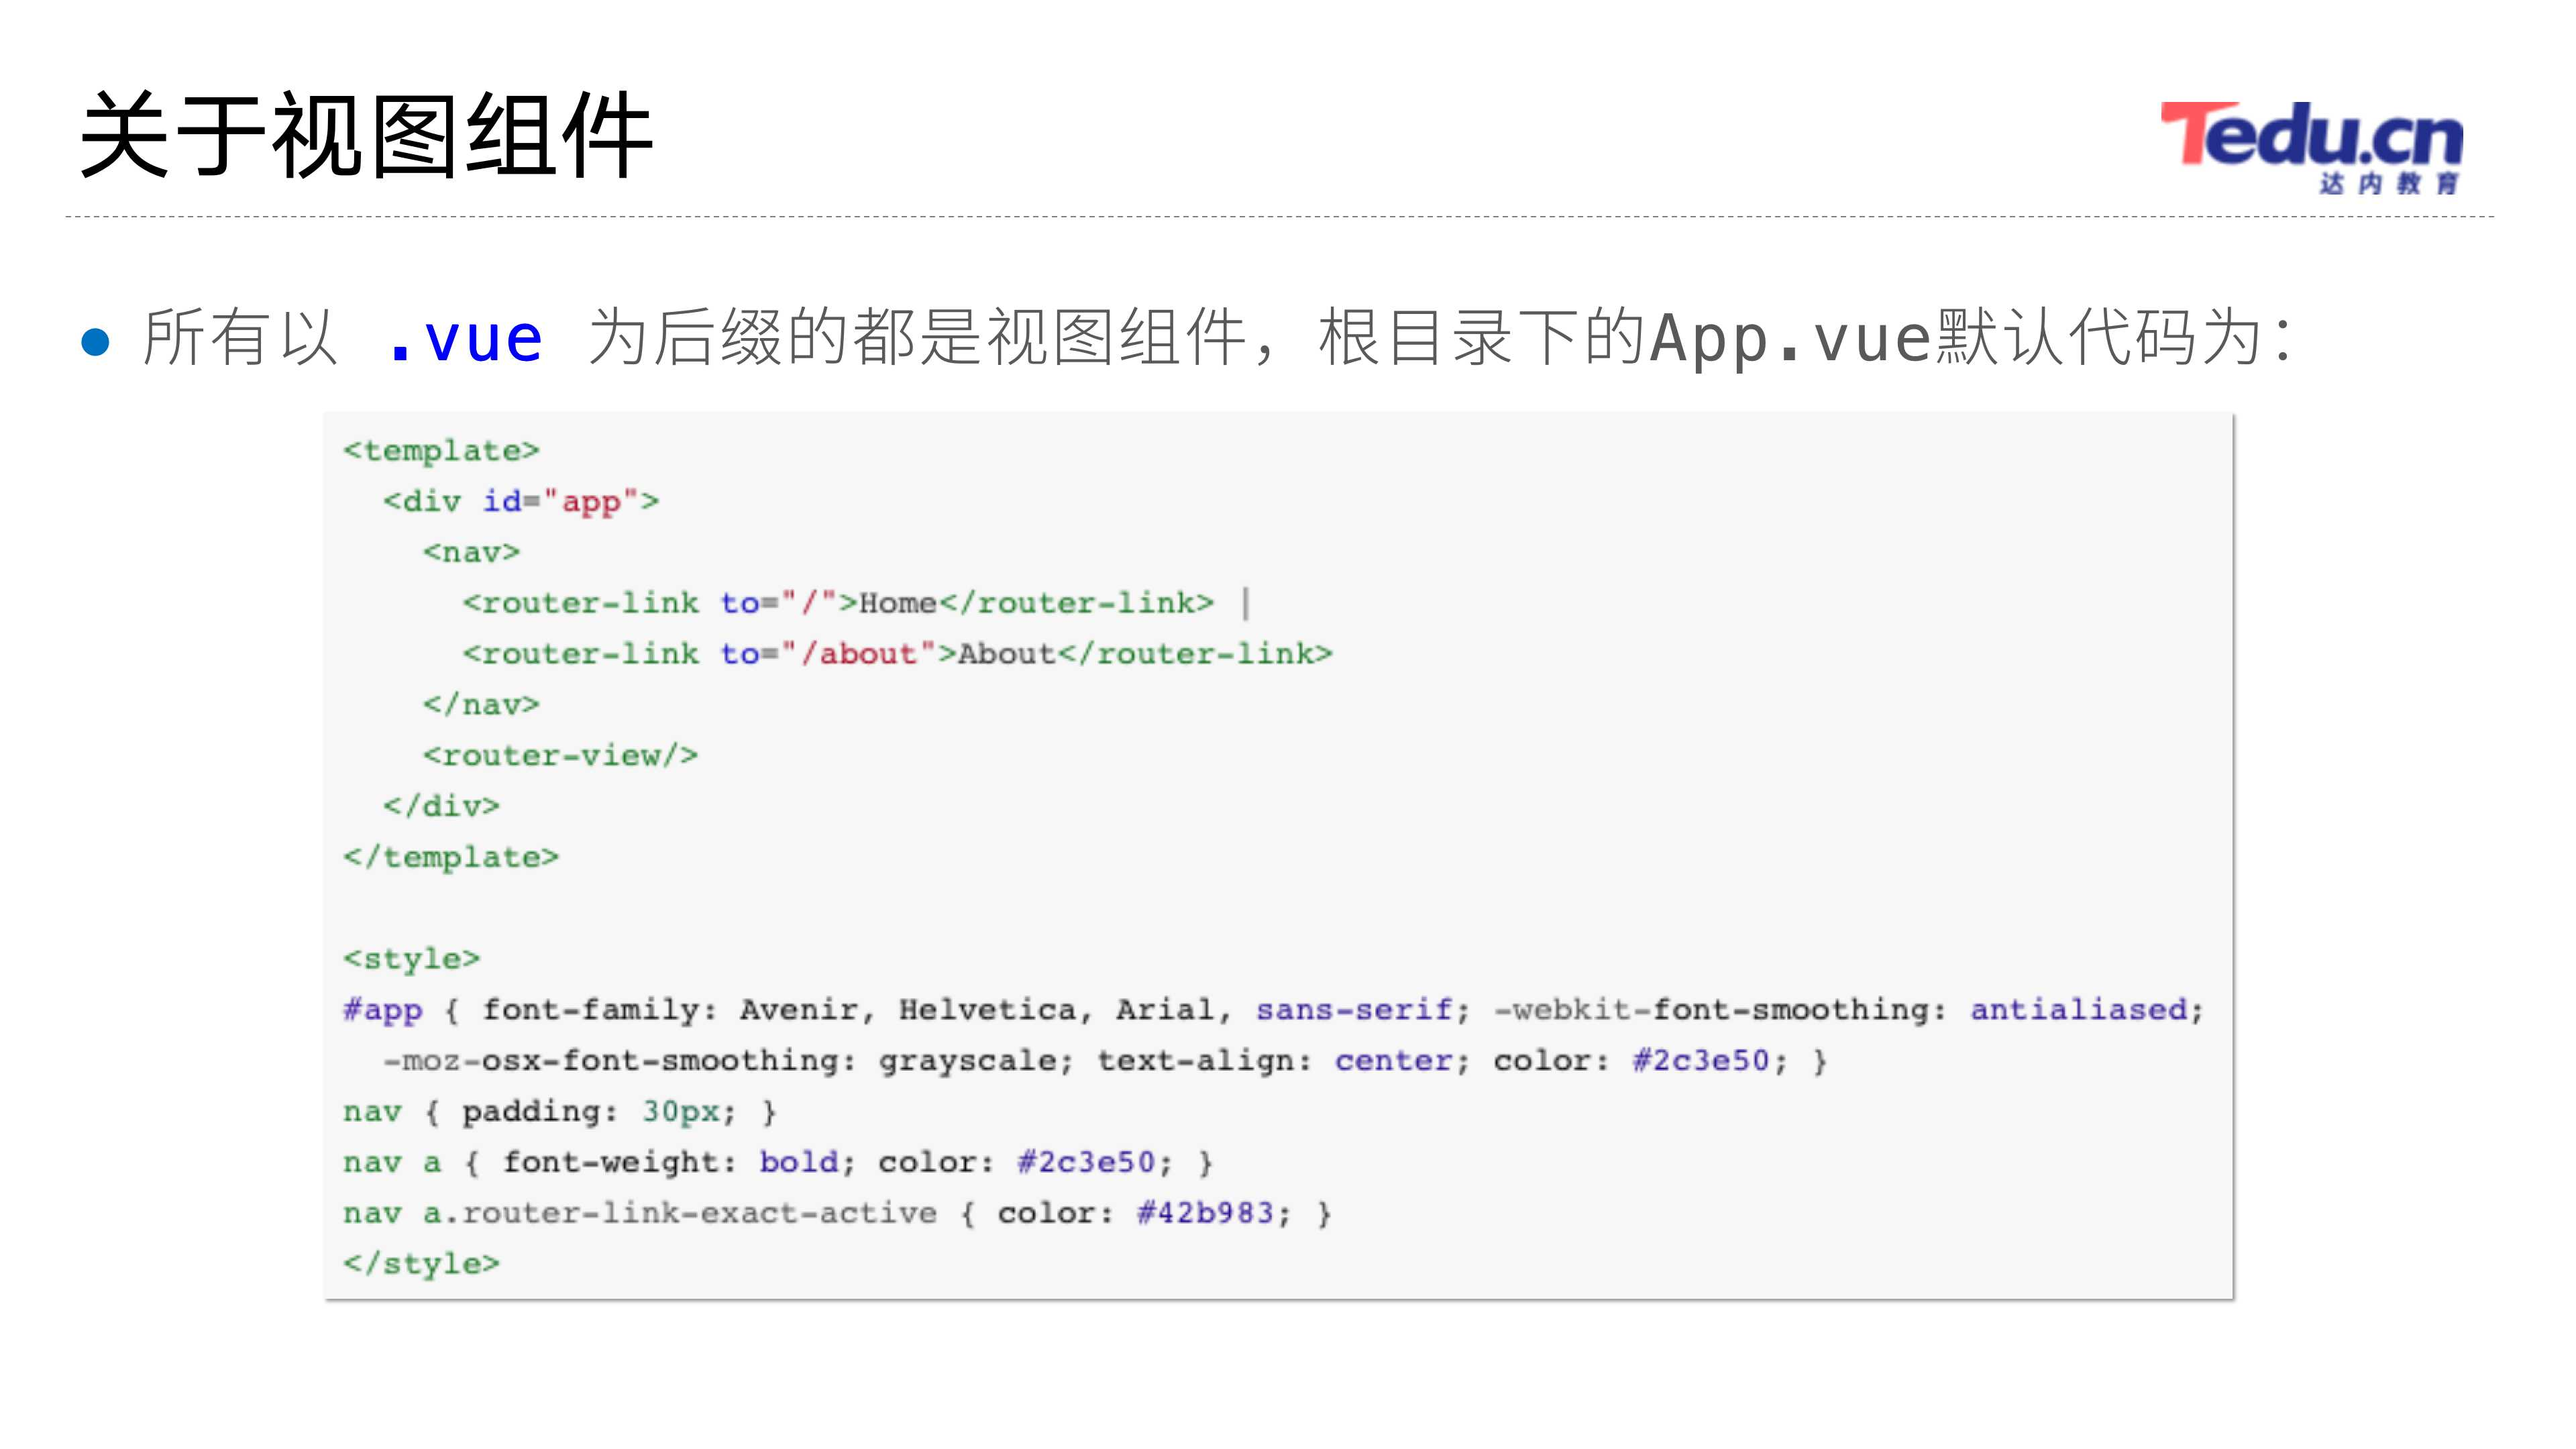 关于视图组件
Tedu.cn
达内教育
● 所有以 .vue 为后缀的都是视图组件，根目录下的App.vue默认代码为：
<template>
  <div id="app">
    <nav>
      <router-link to="/">Home</router-link> |
      <router-link to="/about">About</router-link>
    </nav>
    <router-view/>
  </div>
</template>

<style>
#app { font-family: Avenir, Helvetica, Arial, sans-serif; -webkit-font-smoothing: antialiased;
  -moz-osx-font-smoothing: grayscale; text-align: center; color: #2c3e50; }
nav { padding: 30px; }
nav a { font-weight: bold; color: #2c3e50; }
nav a.router-link-exact-active { color: #42b983; }
</style>